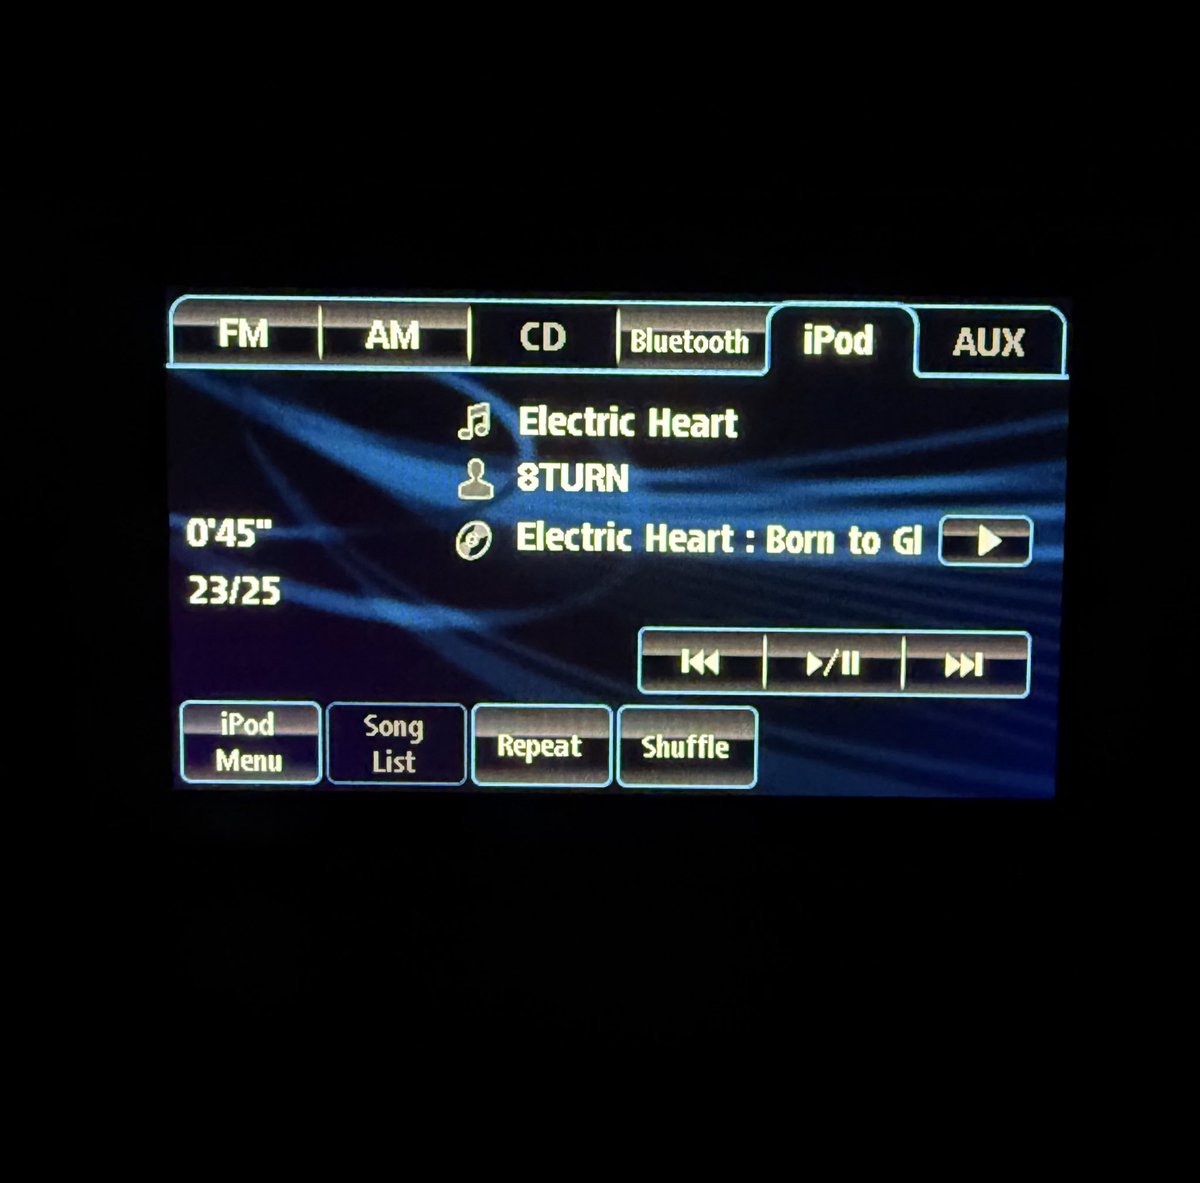 FM AM CD Bluetooth iPod AUX
Electric Heart
8TURN
0'45" Electric Heart : Born to Gl
23/25
iPod Menu
Song List
Repeat
Shuffle